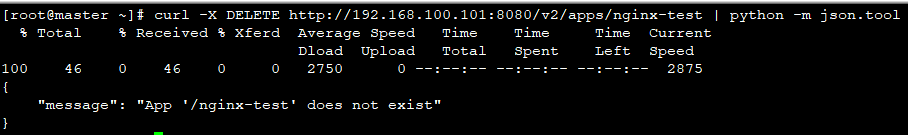 [root@master ~]# curl -X DELETE http://192.168.100.101:8080/v2/apps/nginx-test | python -m json.tool
  % Total    % Received % Xferd  Average Speed   Time    Time     Time  Current
                                 Dload  Upload   Total   Spent    Left  Speed
100    46    0    46    0     0   2750      0 --:--:-- --:--:-- --:--:--  2875
{
    "message": "App '/nginx-test' does not exist"
}